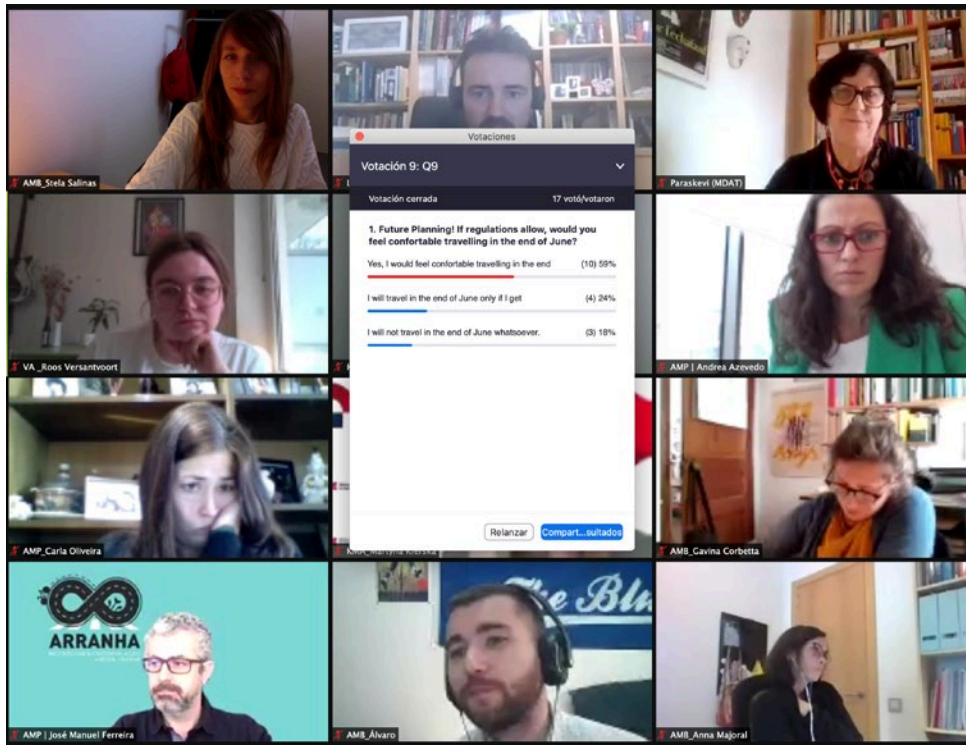 AMB_Stela Salinas
Paraskevi (MDAT)
Votaciones
Votación 9: Q9
Votación cerrada 17 votó/votaron
1. Future Planning! If regulations allow, would you
feel confortable travelling in the end of June?
Yes, I would feel confortable travelling in the end (10) 59%
I will travel in the end of June only if I get (4) 24%
I will not travel in the end of June whatsoever. (3) 18%
Relanzar Compart...sultados
VA _Roos Versantvoort
AMP | Andrea Azevedo
AMP_Carla Oliveira
AMB_Gavina Corbetta
ARRANHA
AMP | José Manuel Ferreira
The Blu
AMB_Álvaro
AMB_Anna Majoral